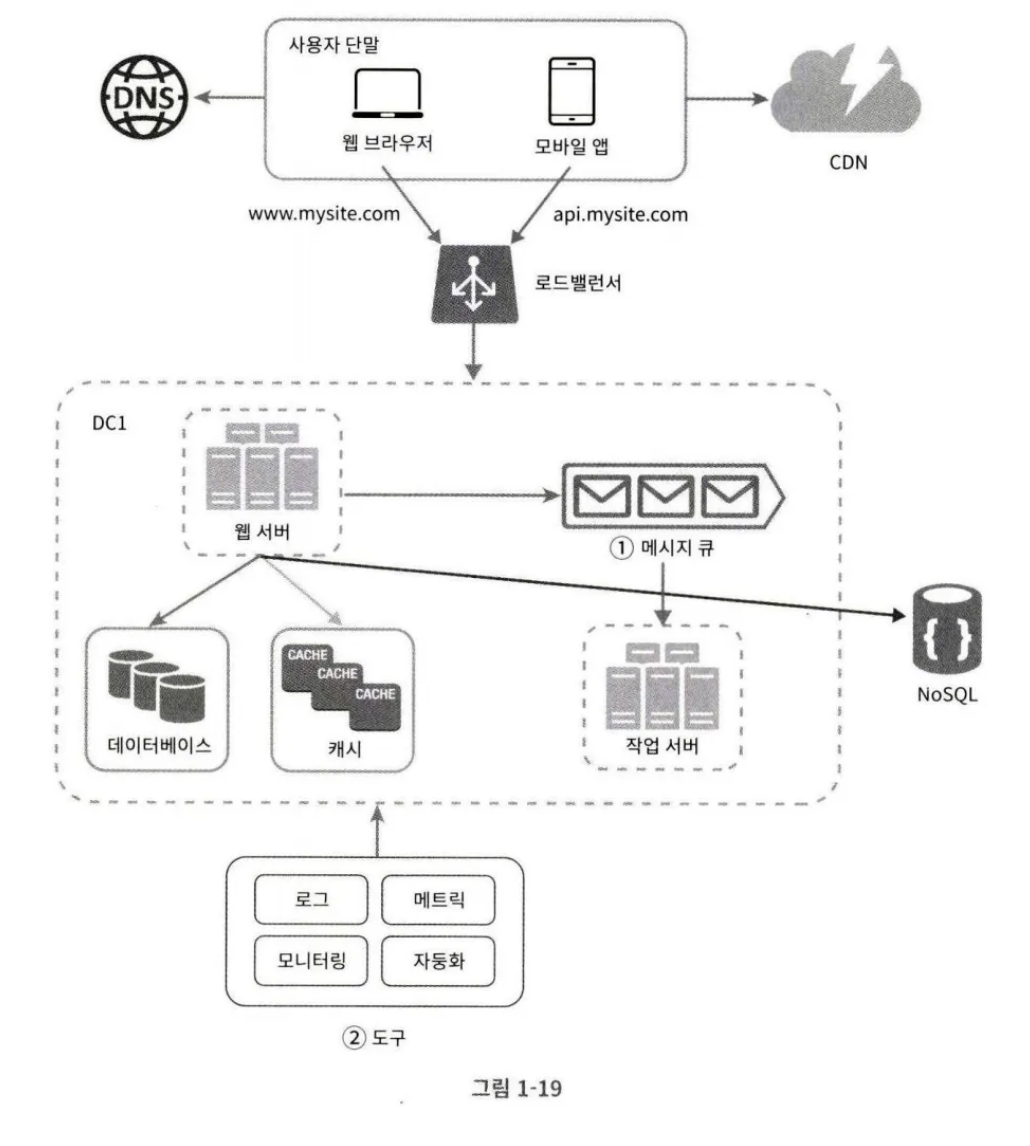 사용자 단말
DNS
웹 브라우저
모바일 앱
CDN
www.mysite.com
api.mysite.com
로드밸런서
DC1
웹 서버
① 메시지 큐
CACHE
CACHE
CACHE
데이터베이스
캐시
작업 서버
{ }
NoSQL
로그
메트릭
모니터링
자동화
② 도구
그림 1-19